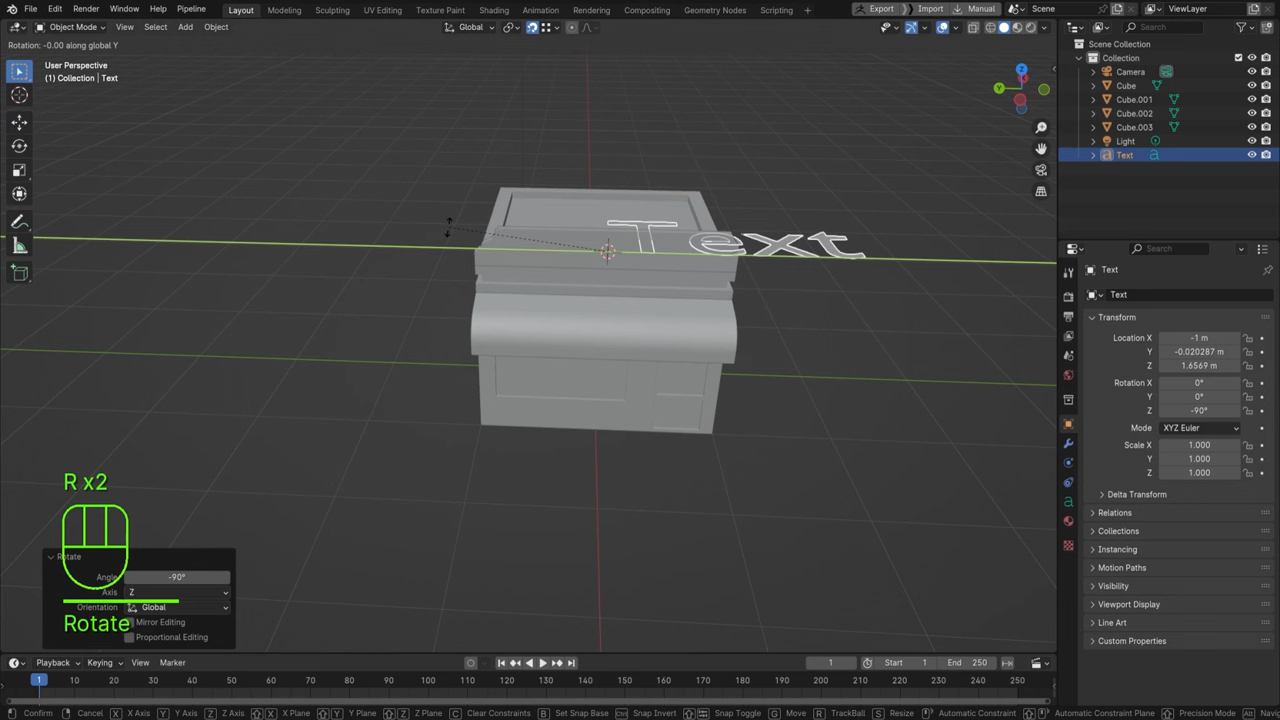 File Edit Render Window Help Pipeline Layout Modeling Sculpting UV Editing Texture Paint Shading Animation Rendering Compositing Geometry Nodes Scripting Export Import Manual Scene ViewLayer
Object Mode View Select Add Object Global Search
Rotation: -0.00 along global Y
User Perspective
(1) Collection | Text
Z
Y
Scene Collection
Collection
Camera
Cube
Cube.001
Cube.002
Cube.003
Light
Text
Search
Text
Text
Transform
Location X -1 m
Y -0.020287 m
Z 1.6569 m
Rotation X 0°
Y 0°
Z -90°
Mode XYZ Euler
Scale X 1.000
Y 1.000
Z 1.000
Delta Transform
Relations
Collections
Instancing
Motion Paths
Visibility
Viewport Display
Line Art
Custom Properties
Text
R x2
Rotate
Angle -90°
Axis Z
Orientation Global
Mirror Editing
Proportional Editing
Rotate
Playback Keying View Marker 1 Start 1 End 250
1 10 20 30 40 50 60 70 80 90 100 110 120 130 140 150 160 170 180 190 200 210 220 230 240 250
Confirm Cancel X X Axis Y Y Axis Z Z Axis X X Plane Y Y Plane Z Z Plane C Clear Constraints B Set Snap Base Ctrl Snap Invert Snap Toggle G Move R TrackBall S Resize Automatic Constraint Automatic Constraint Plane Precision Mode Alt